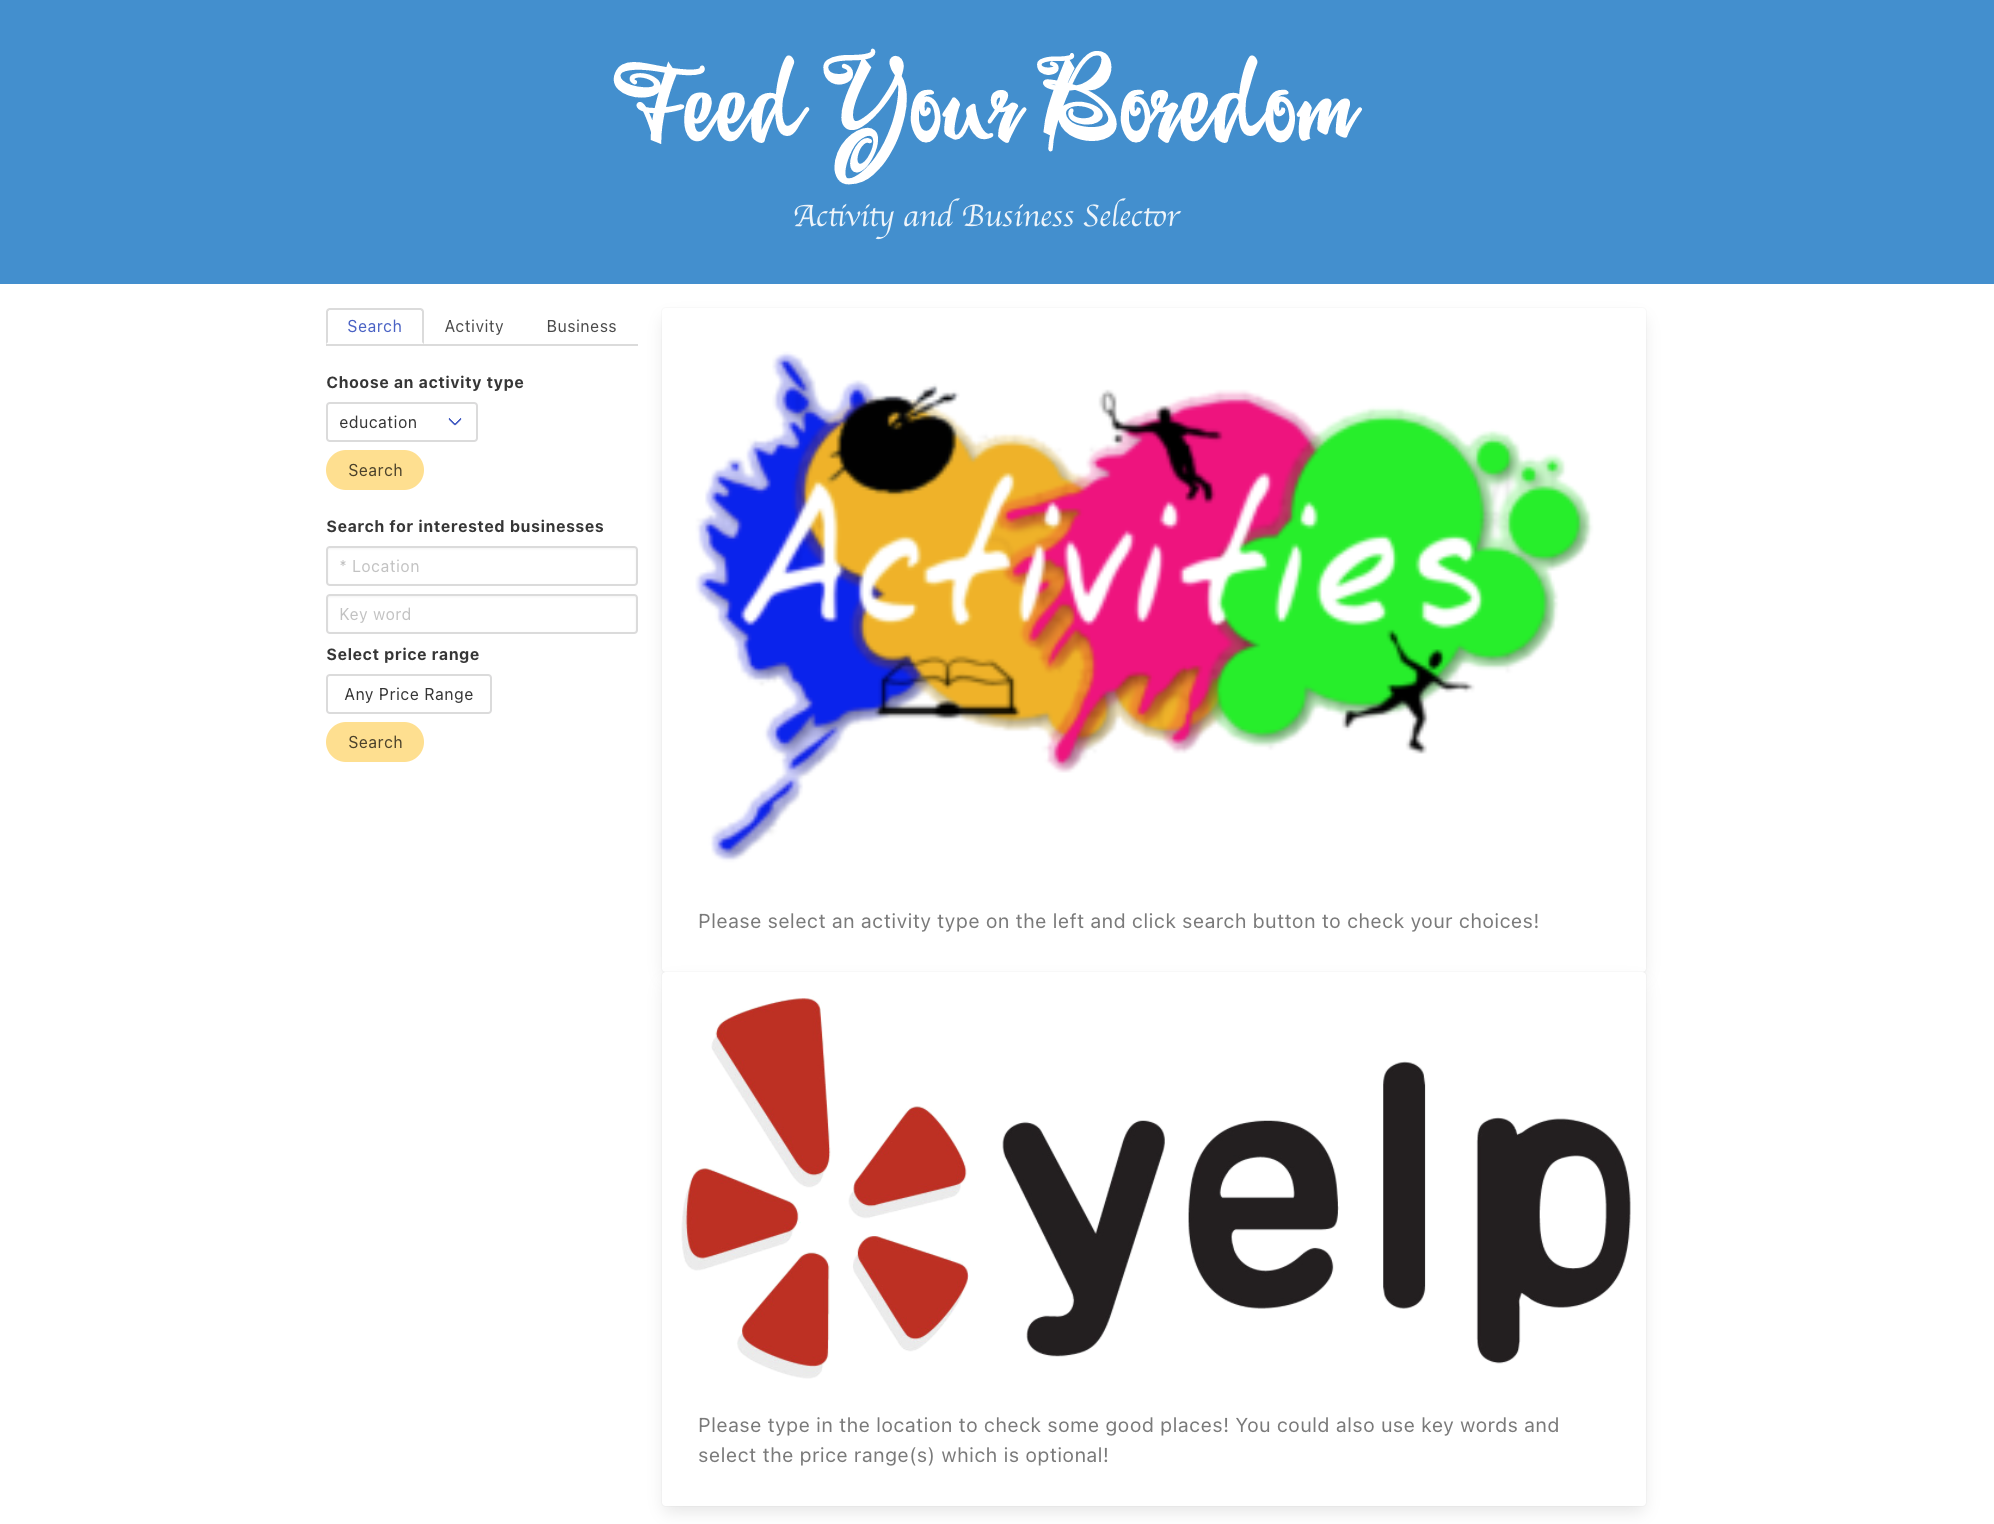 Feed Your Boredom
Activity and Business Selector
Search
Activity
Business
Choose an activity type
education
Search
Search for interested businesses
* Location
Key word
Select price range
Any Price Range
Search
Activities
Please select an activity type on the left and click search button to check your choices!
yelp
Please type in the location to check some good places! You could also use key words and
select the price range(s) which is optional!